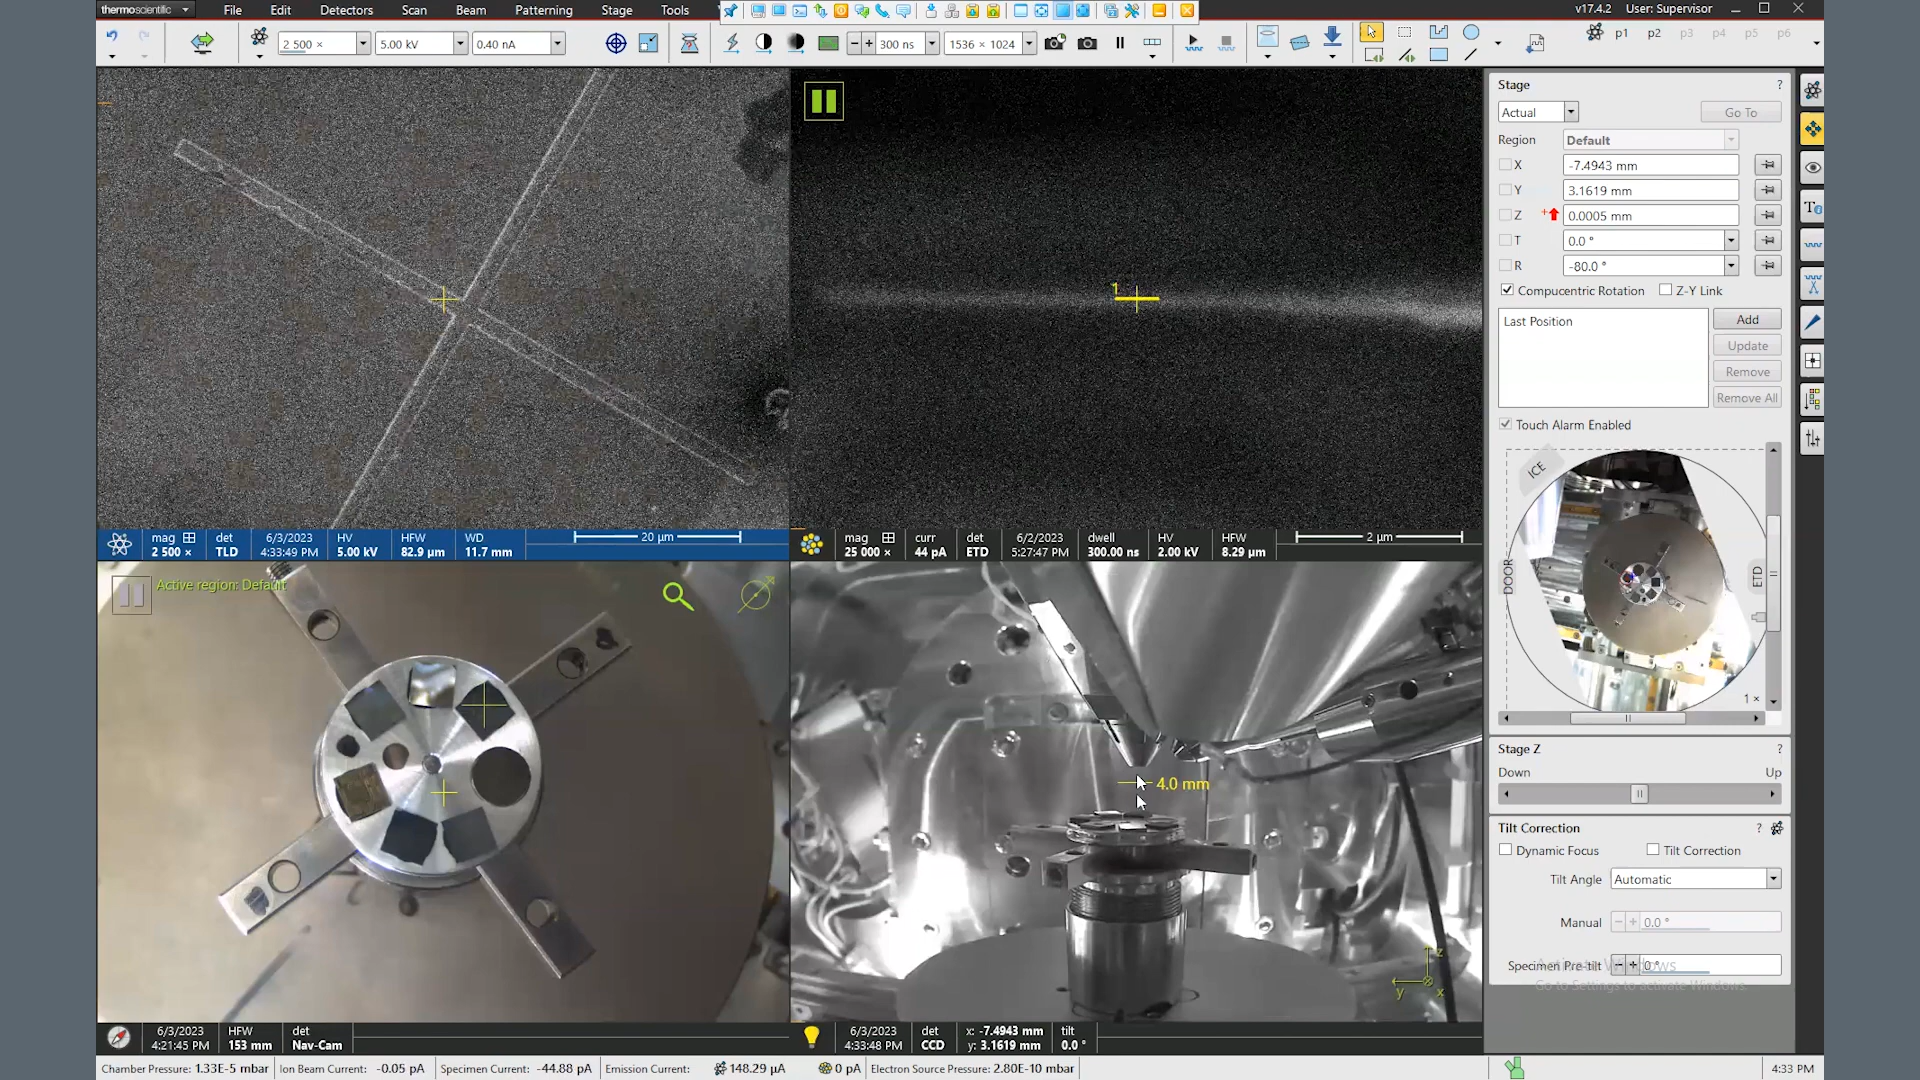 thermoscientific File Edit Detectors Scan Beam Patterning Stage Tools v17.4.2 User: Supervisor
2 500 × 5.00 kV 0.40 nA 300 ns 1536 × 1024 p1 p2 p3 p4 p5 p6
Stage ?
Actual Go To
Region Default
X -7.4943 mm
Y 3.1619 mm
Z 0.0005 mm
T 0.0 °
R -80.0 °
Compucentric Rotation Z-Y Link
Last Position Add
Update
Remove
Remove All
Touch Alarm Enabled
ICE
DOOR
ETD
1 ×
1
mag 2 500 × det TLD 6/3/2023 4:33:49 PM HV 5.00 kV HFW 82.9 µm WD 11.7 mm 20 µm
mag 25 000 × curr 44 pA det ETD 6/2/2023 5:27:47 PM dwell 300.00 ns HV 2.00 kV HFW 8.29 µm 2 µm
Active region: Default
4.0 mm
z
y
x
Stage Z ?
Down Up
Tilt Correction ?
Dynamic Focus Tilt Correction
Tilt Angle Automatic
Manual 0.0 °
Specimen Pre-tilt 0 °
Activate Windows
Go to Settings to activate Windows.
6/3/2023 4:21:45 PM HFW 153 mm det Nav-Cam
6/3/2023 4:33:48 PM det CCD x: -7.4943 mm y: 3.1619 mm tilt 0.0 °
Chamber Pressure: 1.33E-5 mbar Ion Beam Current: -0.05 pA Specimen Current: -44.88 pA Emission Current: 148.29 µA 0 pA Electron Source Pressure: 2.80E-10 mbar 4:33 PM